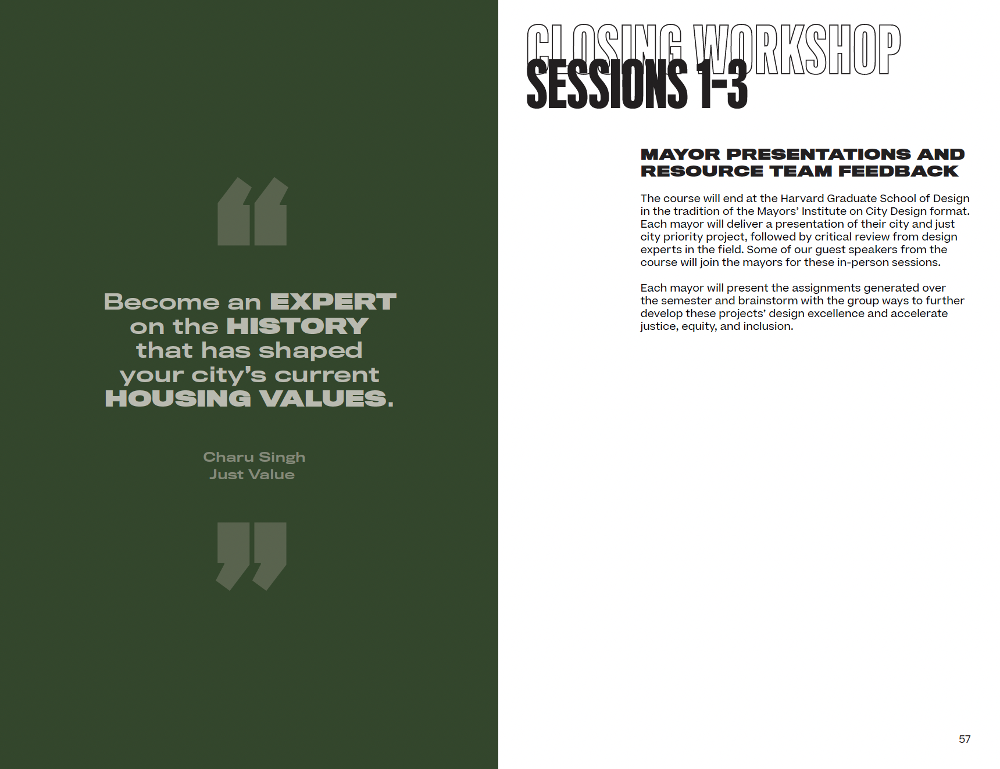 Become an EXPERT
on the HISTORY
that has shaped
your city’s current
HOUSING VALUES.
Charu Singh
Just Value
CLOSING WORKSHOP
SESSIONS 1-3
MAYOR PRESENTATIONS AND
RESOURCE TEAM FEEDBACK
The course will end at the Harvard Graduate School of Design
in the tradition of the Mayors’ Institute on City Design format.
Each mayor will deliver a presentation of their city and just
city priority project, followed by critical review from design
experts in the field. Some of our guest speakers from the
course will join the mayors for these in-person sessions.
Each mayor will present the assignments generated over
the semester and brainstorm with the group ways to further
develop these projects’ design excellence and accelerate
justice, equity, and inclusion.
57